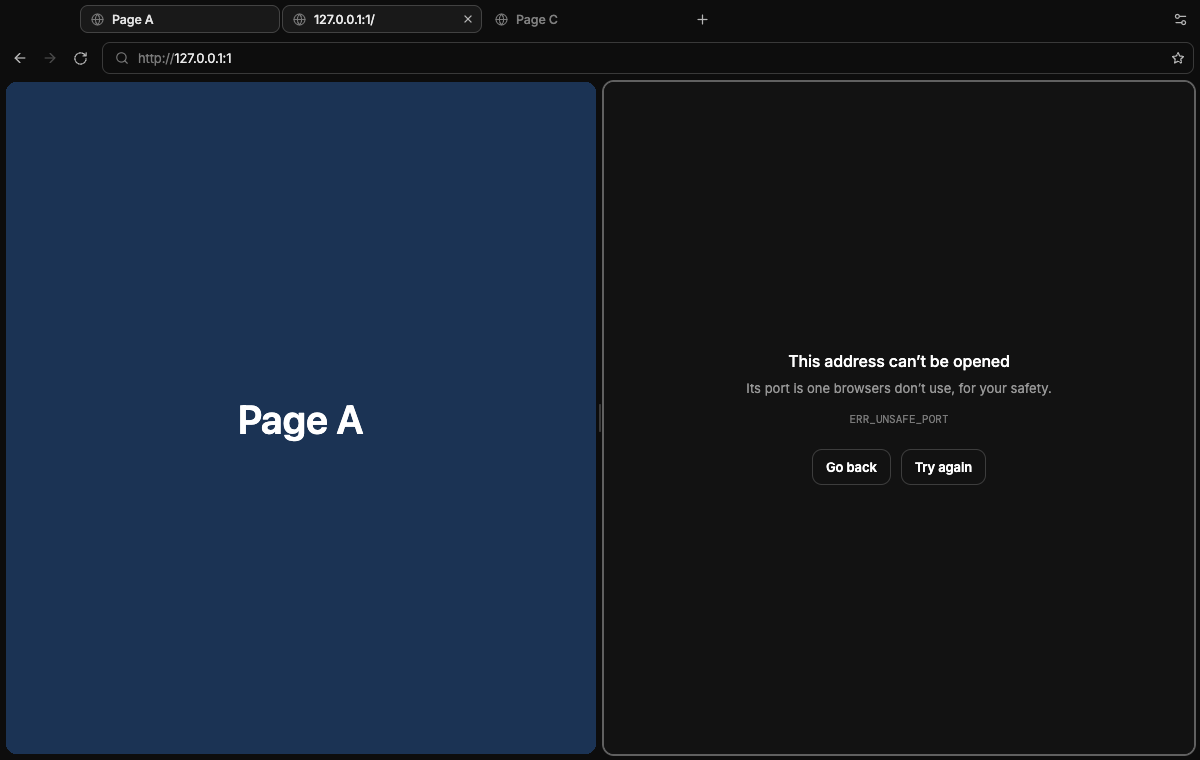 Page A
127.0.0.1:1/
Page C
http://127.0.0.1:1
Page A
This address can’t be opened
Its port is one browsers don’t use, for your safety.
ERR_UNSAFE_PORT
Go back
Try again